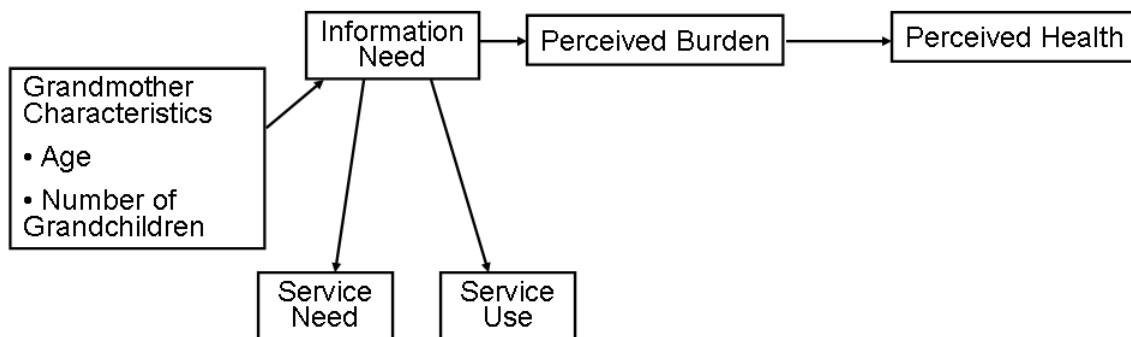 Information
Need
Perceived Burden
Perceived Health
Grandmother
Characteristics
• Age
• Number of
Grandchildren
Service
Need
Service
Use